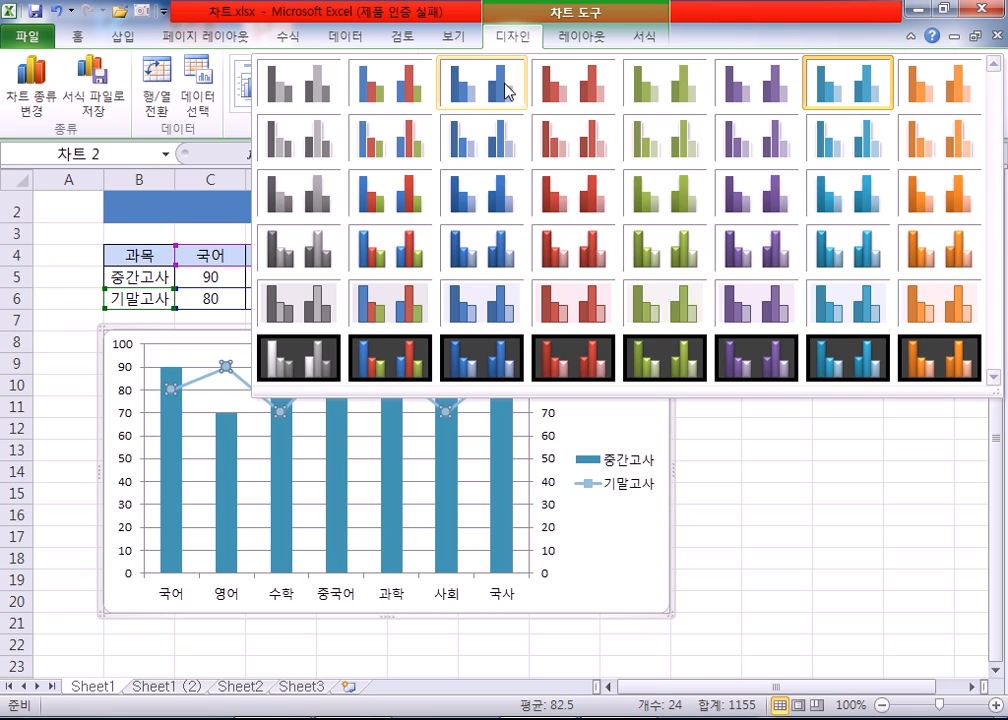 차트.xlsx - Microsoft Excel (제품 인증 실패)
차트 도구
파일 홈 삽입 페이지 레이아웃 수식 데이터 검토 보기 디자인 레이아웃 서식
차트 종류 변경
서식 파일로 저장
행/열 전환
데이터 선택
종류
데이터
차트 2
A B C
2
3
4 과목 국어
5 중간고사 90
6 기말고사 80
7
8
9
10
11
12
13
14
15
16
17
18
19
20
21
22
23
100
90
80
70
60
50
40
30
20
10
0
70
60
50
40
30
20
10
0
중간고사
기말고사
국어 영어 수학 중국어 과학 사회 국사
Sheet1 Sheet1 (2) Sheet2 Sheet3
준비 평균: 82.5 개수: 24 합계: 1155 100%